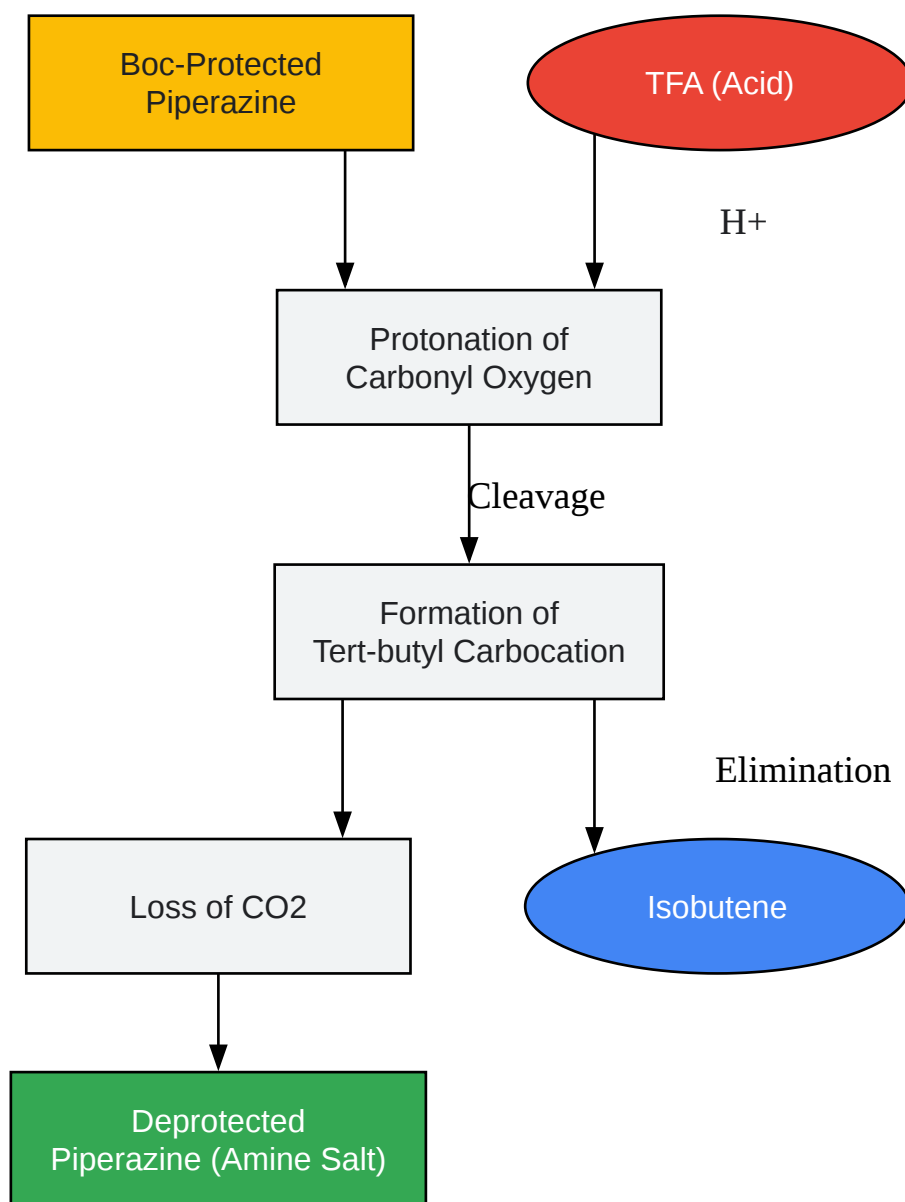 Boc-Protected
Piperazine
TFA (Acid)
H+
Protonation of
Carbonyl Oxygen
Cleavage
Formation of
Tert-butyl Carbocation
Elimination
Loss of CO2
Isobutene
Deprotected
Piperazine (Amine Salt)